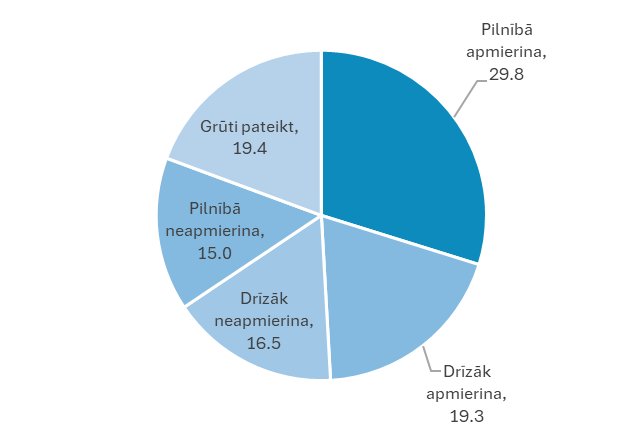 Pilnībā
apmierina,
29.8
Grūti pateikt,
19.4
Pilnībā
neapmierina,
15.0
Drīzāk
neapmierina,
16.5
Drīzāk
apmierina,
19.3